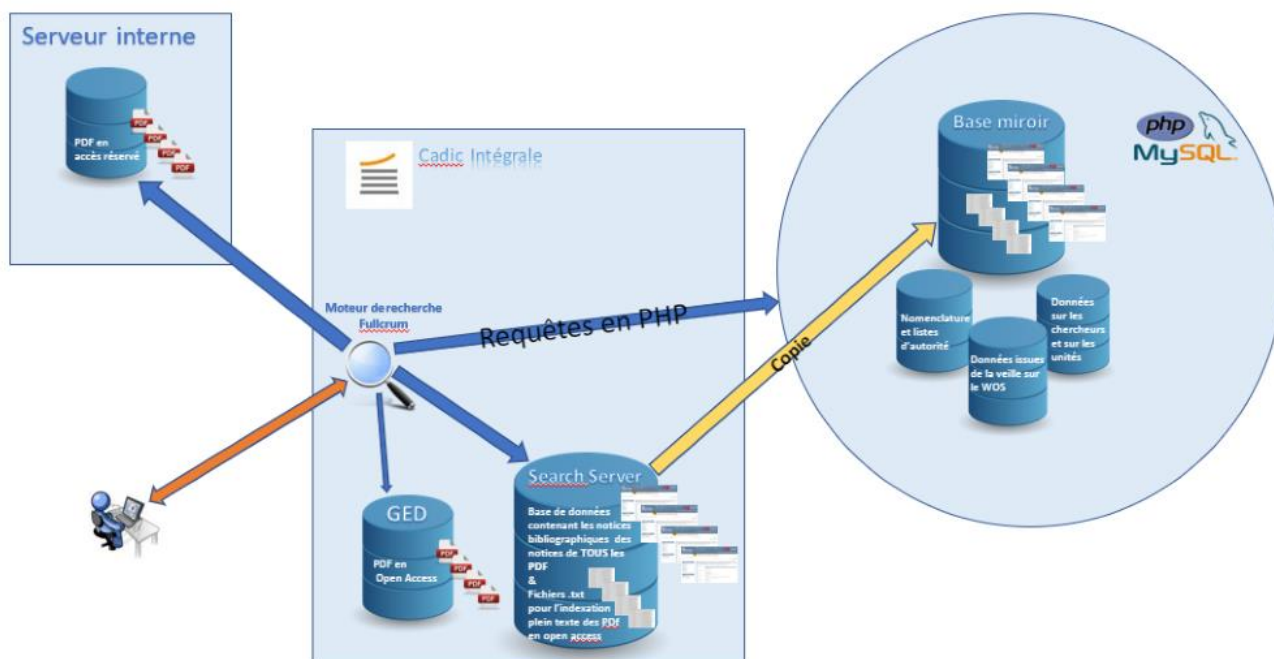 Serveur interne
PDF en
accès réservé
PDF
PDF
PDF
PDF
Cadic Intégrale
Moteur de recherche
Fullcrum
Requêtes en PHP
Copie
GED
PDF en
Open Access
PDF
PDF
PDF
PDF
Search Server
Base de données
contenant les notices
bibliographiques des
notices de TOUS les
PDF
&
Fichiers .txt
pour l'indexation
plein texte des PDf
en open access
Base miroir
php
MySQL
Nomenclature
et listes
d'autorité
Données issues
de la veille sur
le WOS
Données
sur les
chercheurs
et sur les
unités